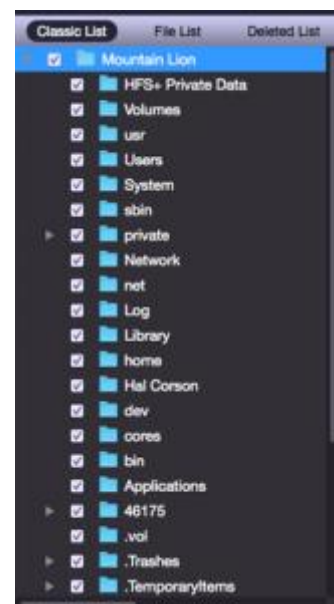 Classic List File List Deleted List
Mountain Lion
HFS+ Private Data
Volumes
usr
Users
System
sbin
private
Network
net
Log
Library
home
Hal Corson
dev
cores
bin
Applications
46175
.vol
.Trashes
.TemporaryItems